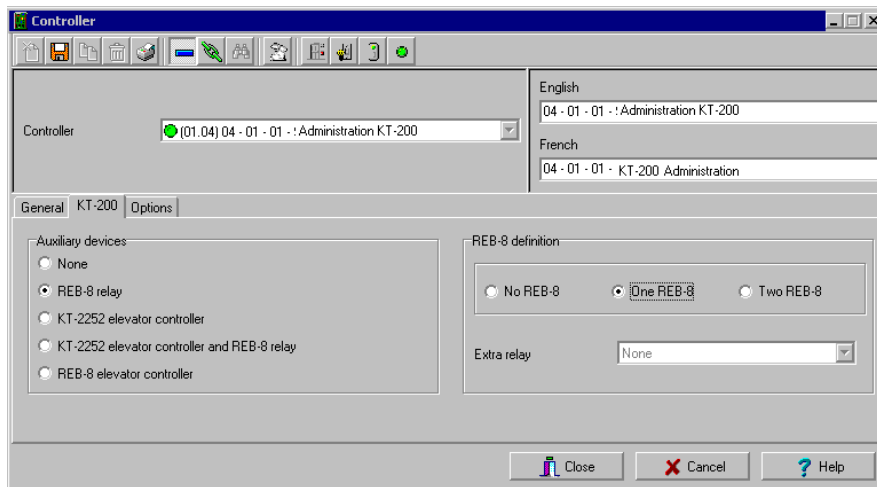 Controller
English
04 - 01 - 01 - : Administration KT-200
Controller
(01.04) 04 - 01 - 01 - : Administration KT-200
French
04 - 01 - 01 - KT-200 Administration
General KT-200 Options
Auxiliary devices
None
REB-8 relay
KT-2252 elevator controller
KT-2252 elevator controller and REB-8 relay
REB-8 elevator controller
REB-8 definition
No REB-8 One REB-8 Two REB-8
Extra relay None
Close Cancel Help